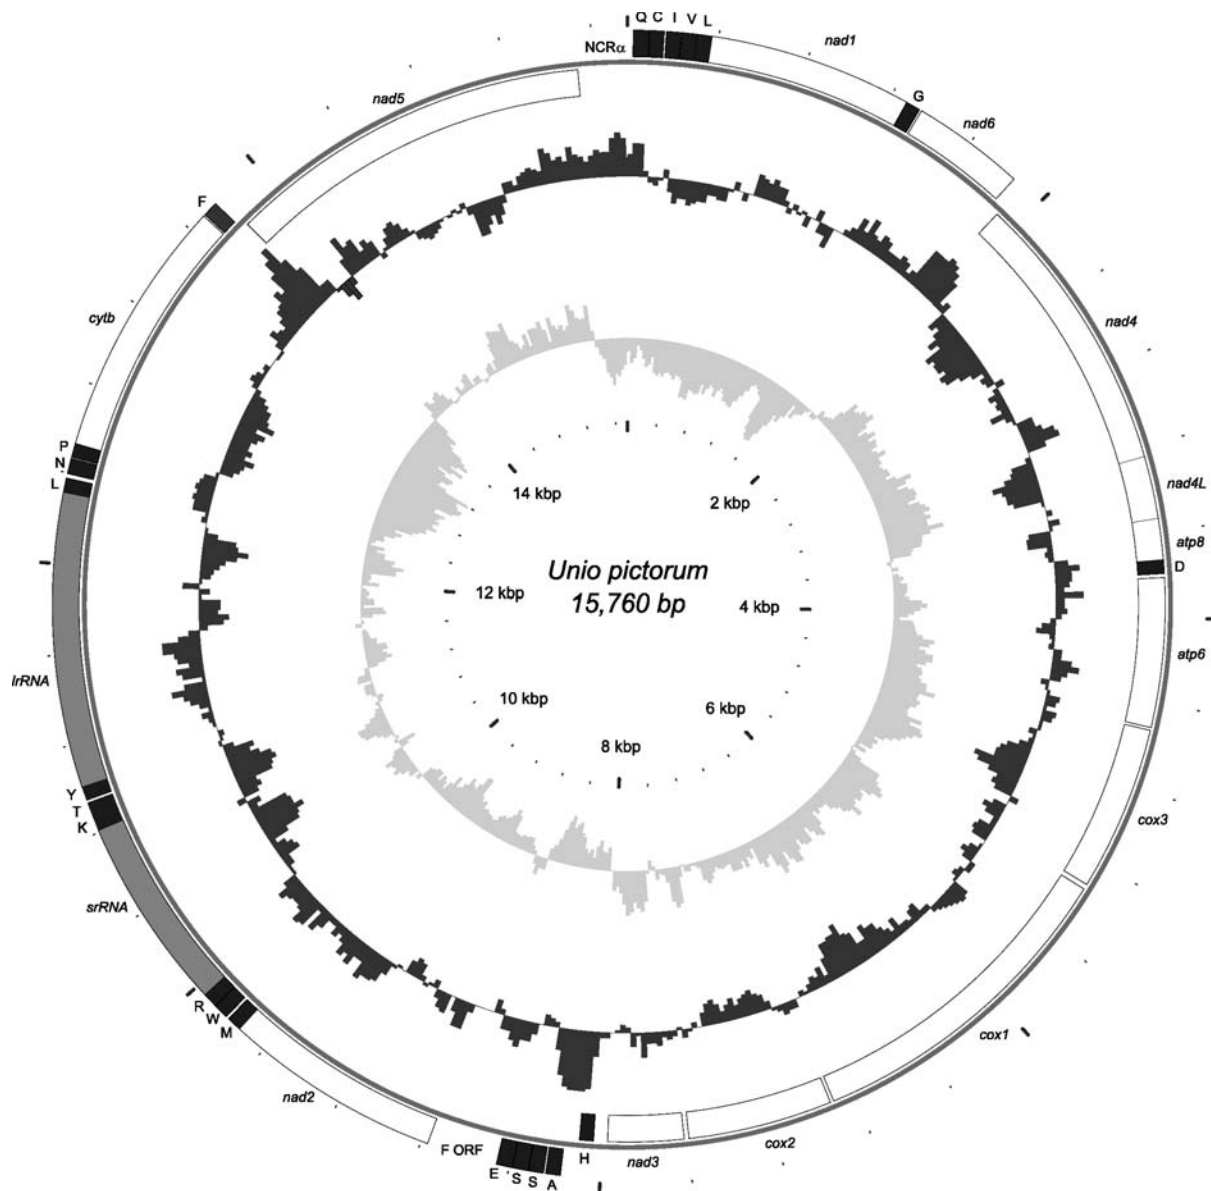 Q C I V L
NCRα
nad1
G
nad6
nad4
nad4L
atp8
D
atp6
cox3
cox1
cox2
nad3
H
A
S
S
E
F ORF
nad2
M
W
R
srRNA
K
T
Y
lrRNA
L
N
P
cytb
F
nad5
Unio pictorum
15,760 bp
2 kbp
4 kbp
6 kbp
8 kbp
10 kbp
12 kbp
14 kbp